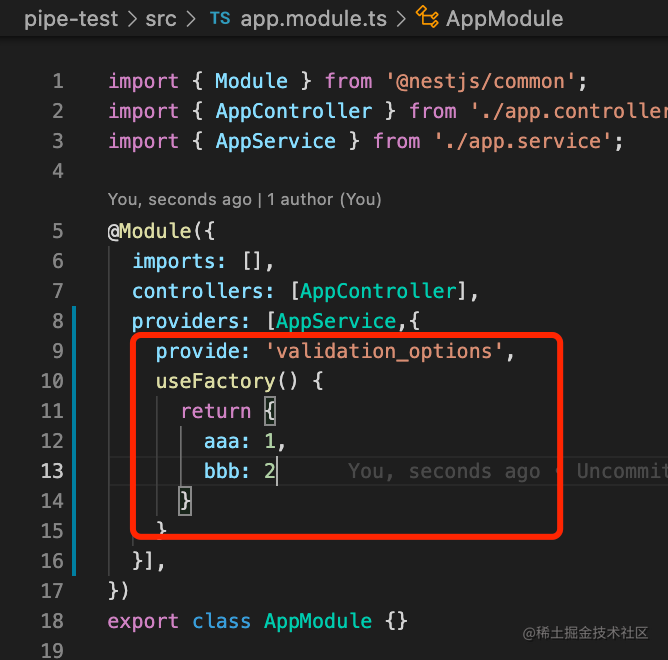 pipe-test > src > TS app.module.ts > AppModule
1 import { Module } from '@nestjs/common';
2 import { AppController } from './app.controller
3 import { AppService } from './app.service';
4
You, seconds ago | 1 author (You)
5 @Module({
6 imports: [],
7 controllers: [AppController],
8 providers: [AppService,{
9 provide: 'validation_options',
10 useFactory() {
11 return {
12 aaa: 1,
13 bbb: 2 You, seconds ago • Uncommit
14 }
15 }
16 }],
17 })
18 export class AppModule {}
19
@稀土掘金技术社区